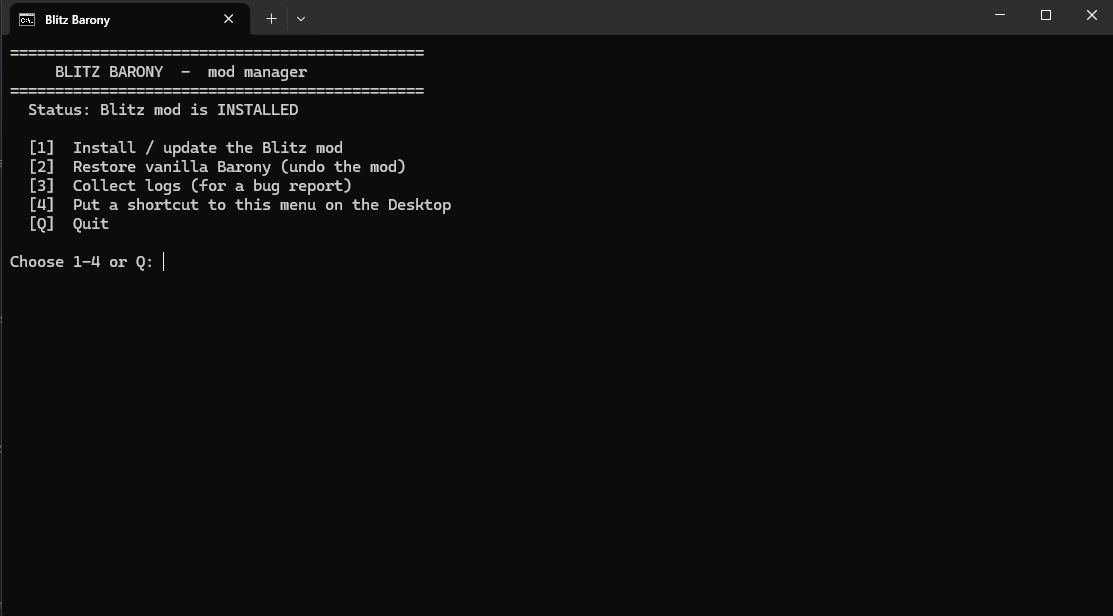 Blitz Barony
==============================================
BLITZ BARONY  -  mod manager
==============================================
Status: Blitz mod is INSTALLED
[1]  Install / update the Blitz mod
[2]  Restore vanilla Barony (undo the mod)
[3]  Collect logs (for a bug report)
[4]  Put a shortcut to this menu on the Desktop
[Q]  Quit
Choose 1-4 or Q: